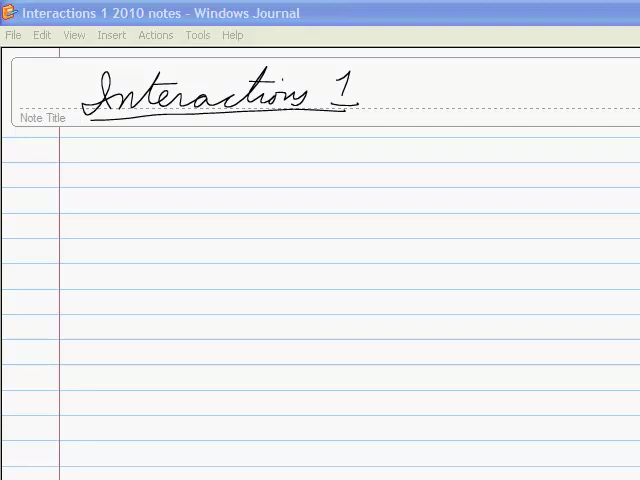 Interactions 1 2010 notes - Windows Journal
File Edit View Insert Actions Tools Help
Interactions 1
Note Title